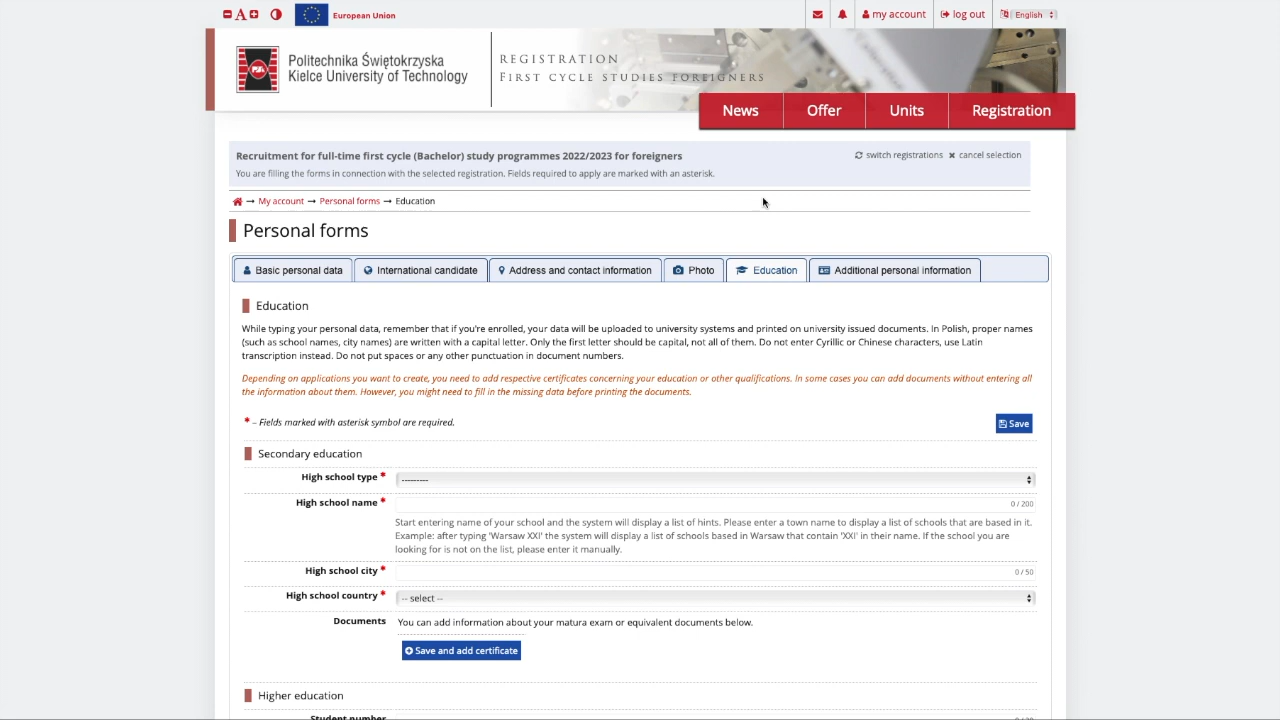 A European Union my account log out English
Politechnika Świętokrzyska
Kielce University of Technology
REGISTRATION
FIRST CYCLE STUDIES FOREIGNERS
News Offer Units Registration
Recruitment for full-time first cycle (Bachelor) study programmes 2022/2023 for foreigners switch registrations cancel selection
You are filling the forms in connection with the selected registration. Fields required to apply are marked with an asterisk.
→ My account → Personal forms → Education
Personal forms
Basic personal data International candidate Address and contact information Photo Education Additional personal information
Education
While typing your personal data, remember that if you're enrolled, your data will be uploaded to university systems and printed on university issued documents. In Polish, proper names
(such as school names, city names) are written with a capital letter. Only the first letter should be capital, not all of them. Do not enter Cyrillic or Chinese characters, use Latin
transcription instead. Do not put spaces or any other punctuation in document numbers.
Depending on applications you want to create, you need to add respective certificates concerning your education or other qualifications. In some cases you can add documents without entering all
the information about them. However, you might need to fill in the missing data before printing the documents.
* – Fields marked with asterisk symbol are required.
Save
Secondary education
High school type * ---------
High school name * 0 / 200
Start entering name of your school and the system will display a list of hints. Please enter a town name to display a list of schools that are based in it.
Example: after typing 'Warsaw XXI' the system will display a list of schools based in Warsaw that contain 'XXI' in their name. If the school you are
looking for is not on the list, please enter it manually.
High school city * 0 / 50
High school country * -- select --
Documents You can add information about your matura exam or equivalent documents below.
Save and add certificate
Higher education
Student number